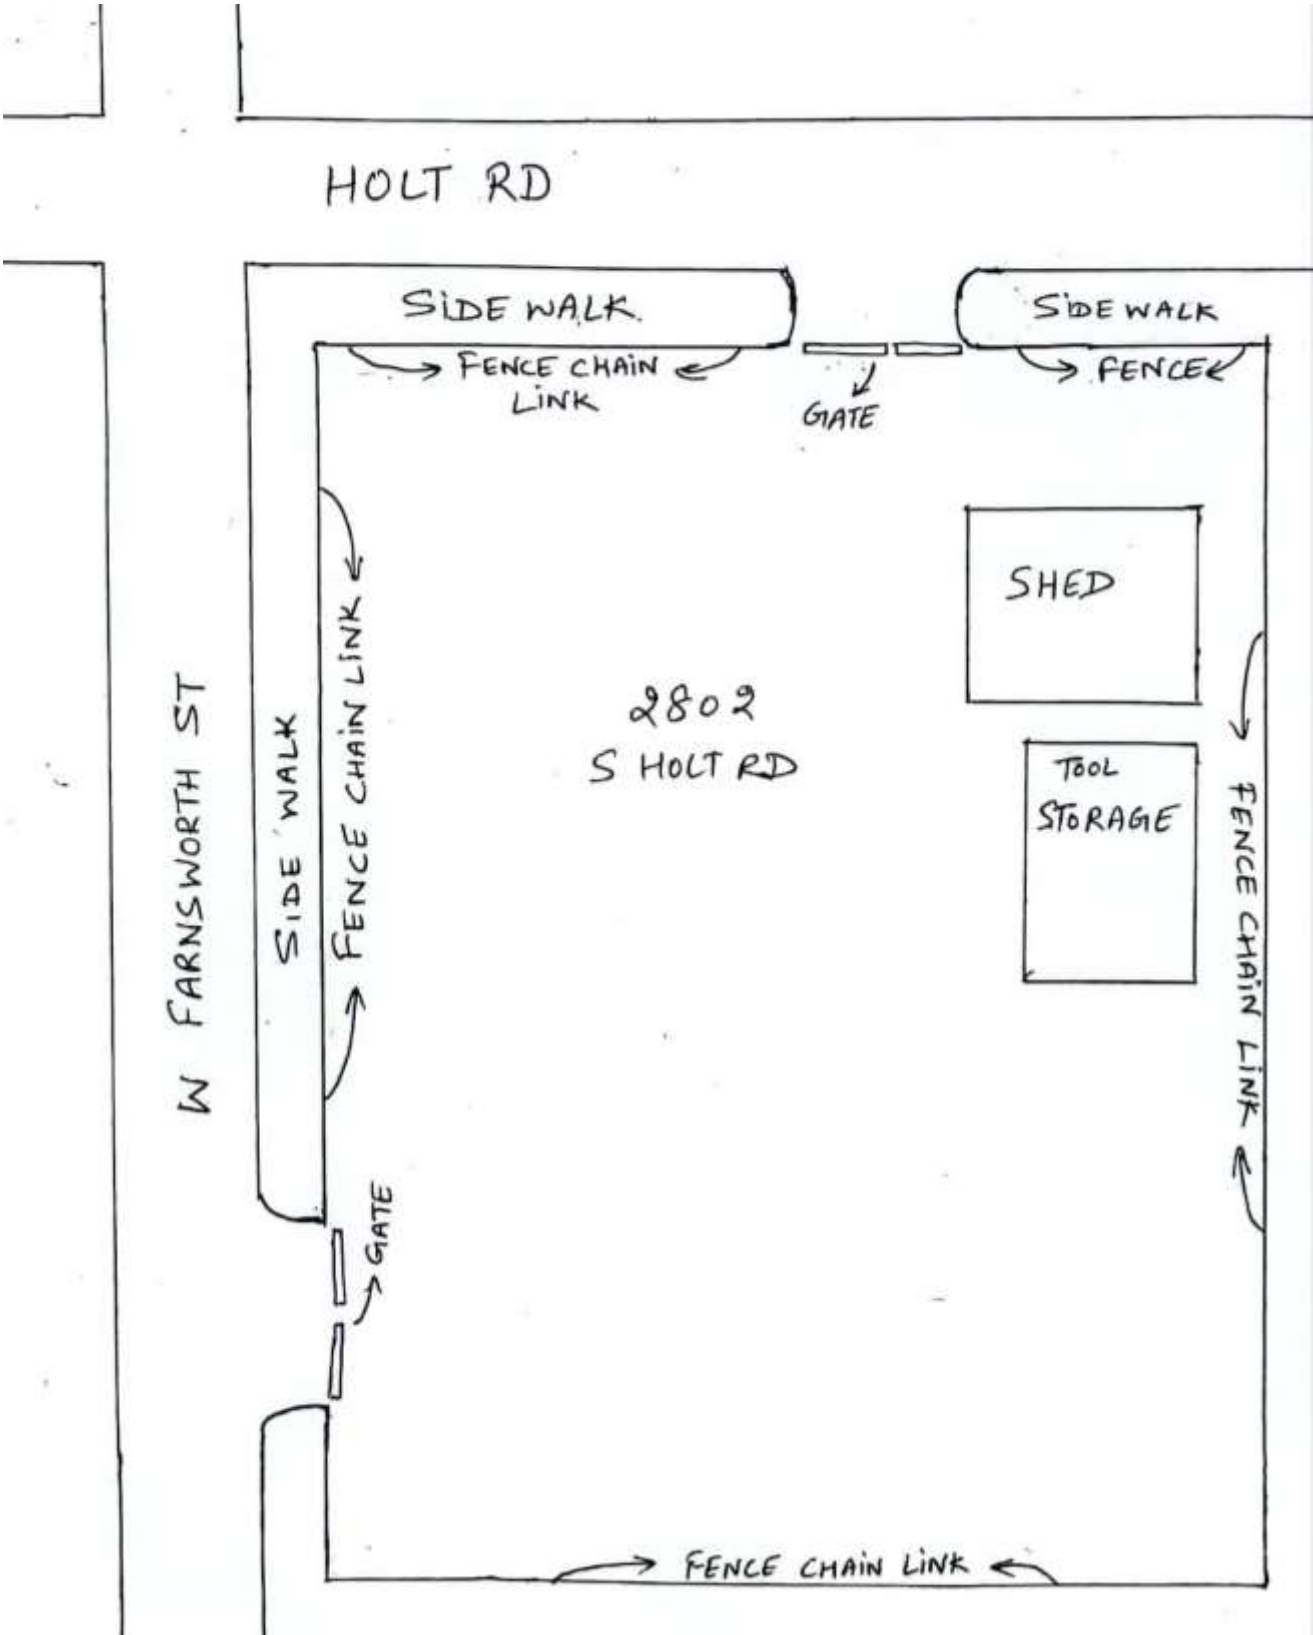 HOLT RD
SIDE WALK.
SIDE WALK
FENCE CHAIN
LINK
GATE
FENCE
SHED
2802
S HOLT RD
TOOL
STORAGE
W FARNSWORTH ST
SIDE WALK
FENCE CHAIN LINK
FENCE CHAIN LINK
GATE
FENCE CHAIN LINK